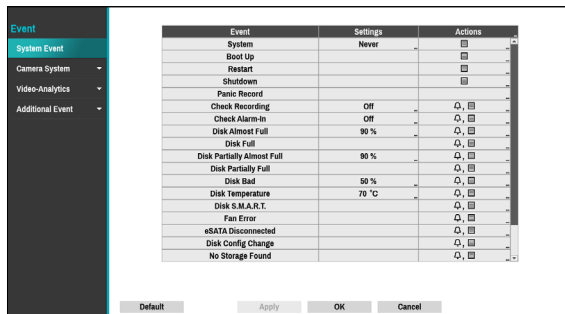 Event
System Event
Camera System
Video-Analytics
Additional Event
Event Settings Actions
System Never
Boot Up
Restart
Shutdown
Panic Record
Check Recording Off
Check Alarm-In Off
Disk Almost Full 90 %
Disk Full
Disk Partially Almost Full 90 %
Disk Partially Full
Disk Bad 50 %
Disk Temperature 70 °C
Disk S.M.A.R.T.
Fan Error
eSATA Disconnected
Disk Config Change
No Storage Found
Default Apply OK Cancel